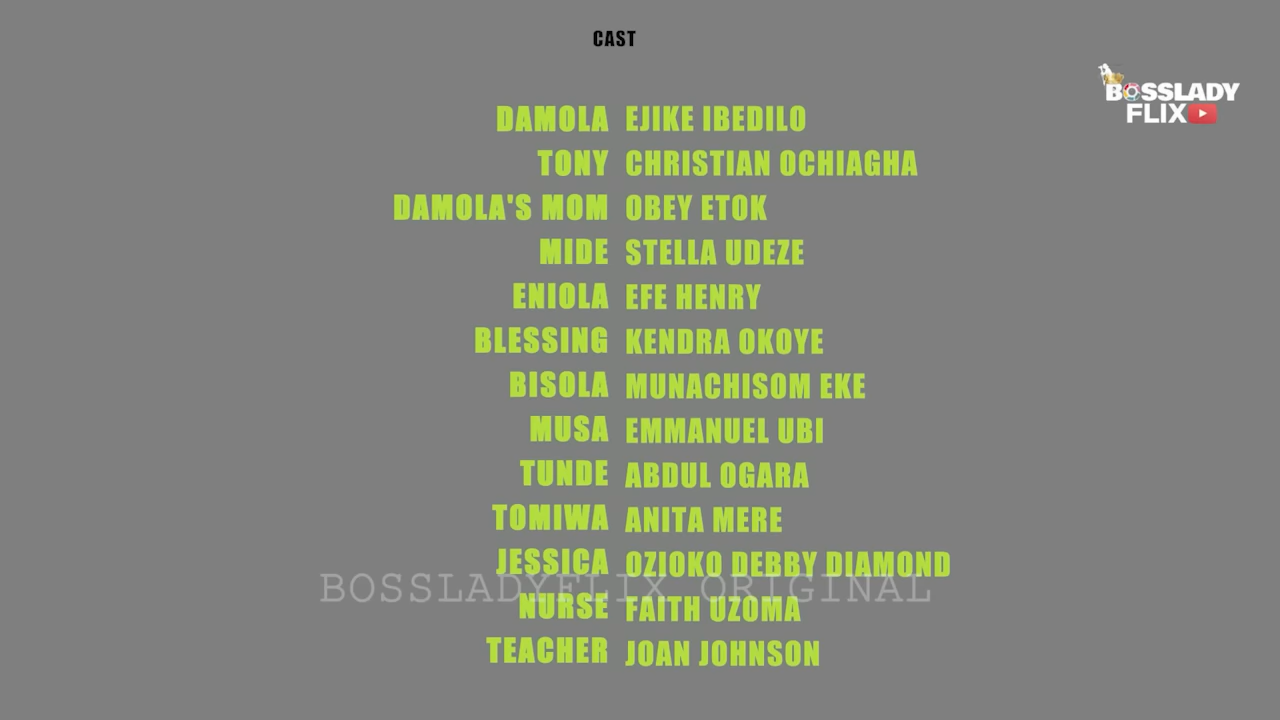 CAST
BOSSLADY
FLIX
DAMOLA EJIKE IBEDILO
TONY CHRISTIAN OCHIAGHA
DAMOLA'S MOM OBEY ETOK
MIDE STELLA UDEZE
ENIOLA EFE HENRY
BLESSING KENDRA OKOYE
BISOLA MUNACHISOM EKE
MUSA EMMANUEL UBI
TUNDE ABDUL OGARA
TOMIWA ANITA MERE
JESSICA OZIOKO DEBBY DIAMOND
BOSSLADYFLIX ORIGINAL
NURSE FAITH UZOMA
TEACHER JOAN JOHNSON